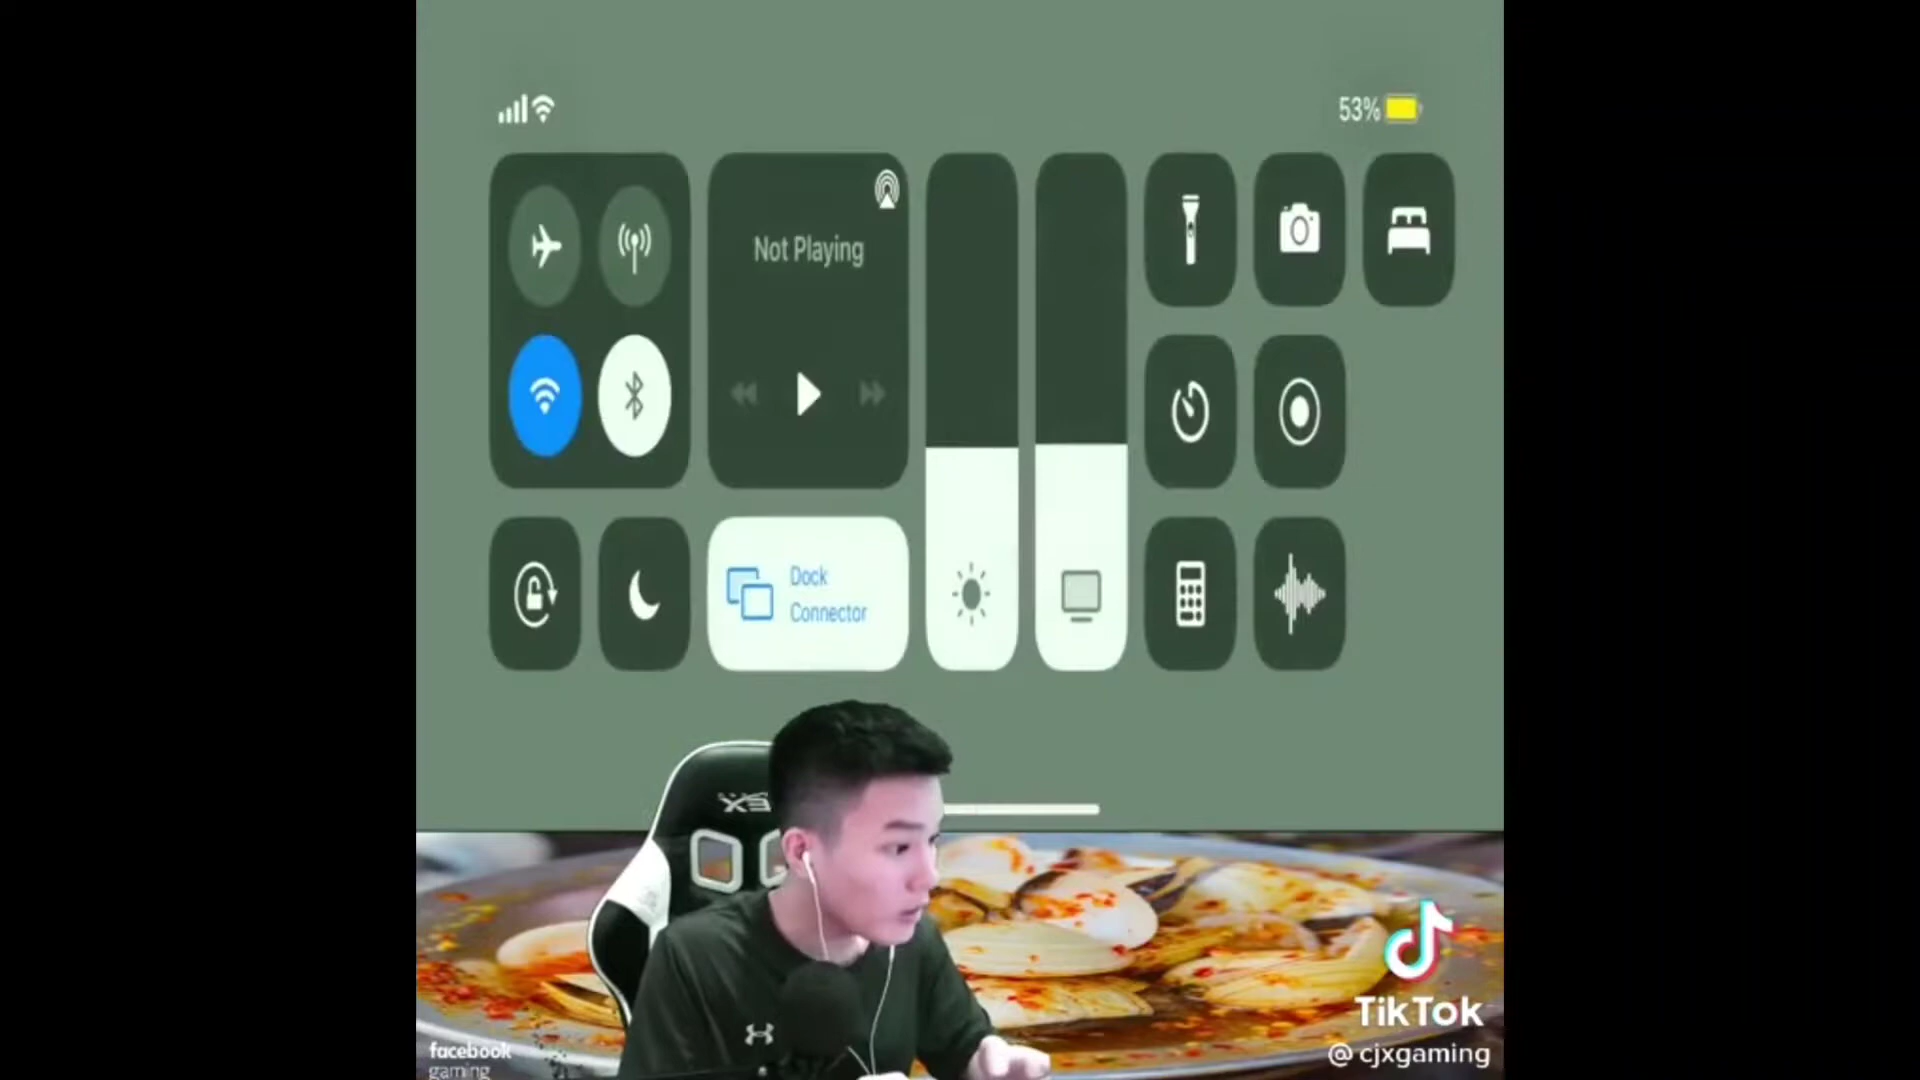 53%
Not Playing
Dock
Connector
TikTok
@cjxgaming
facebook
gaming